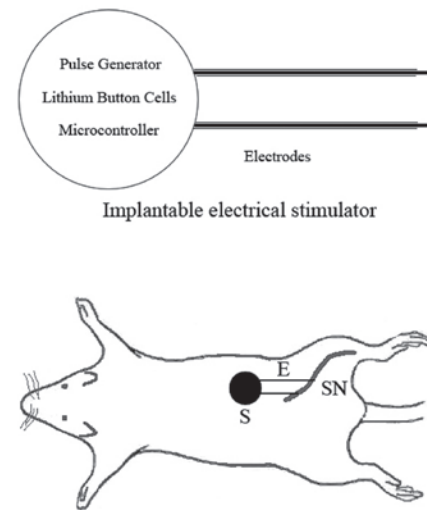 Pulse Generator
Lithium Button Cells
Microcontroller
Electrodes
Implantable electrical stimulator
E
SN
S